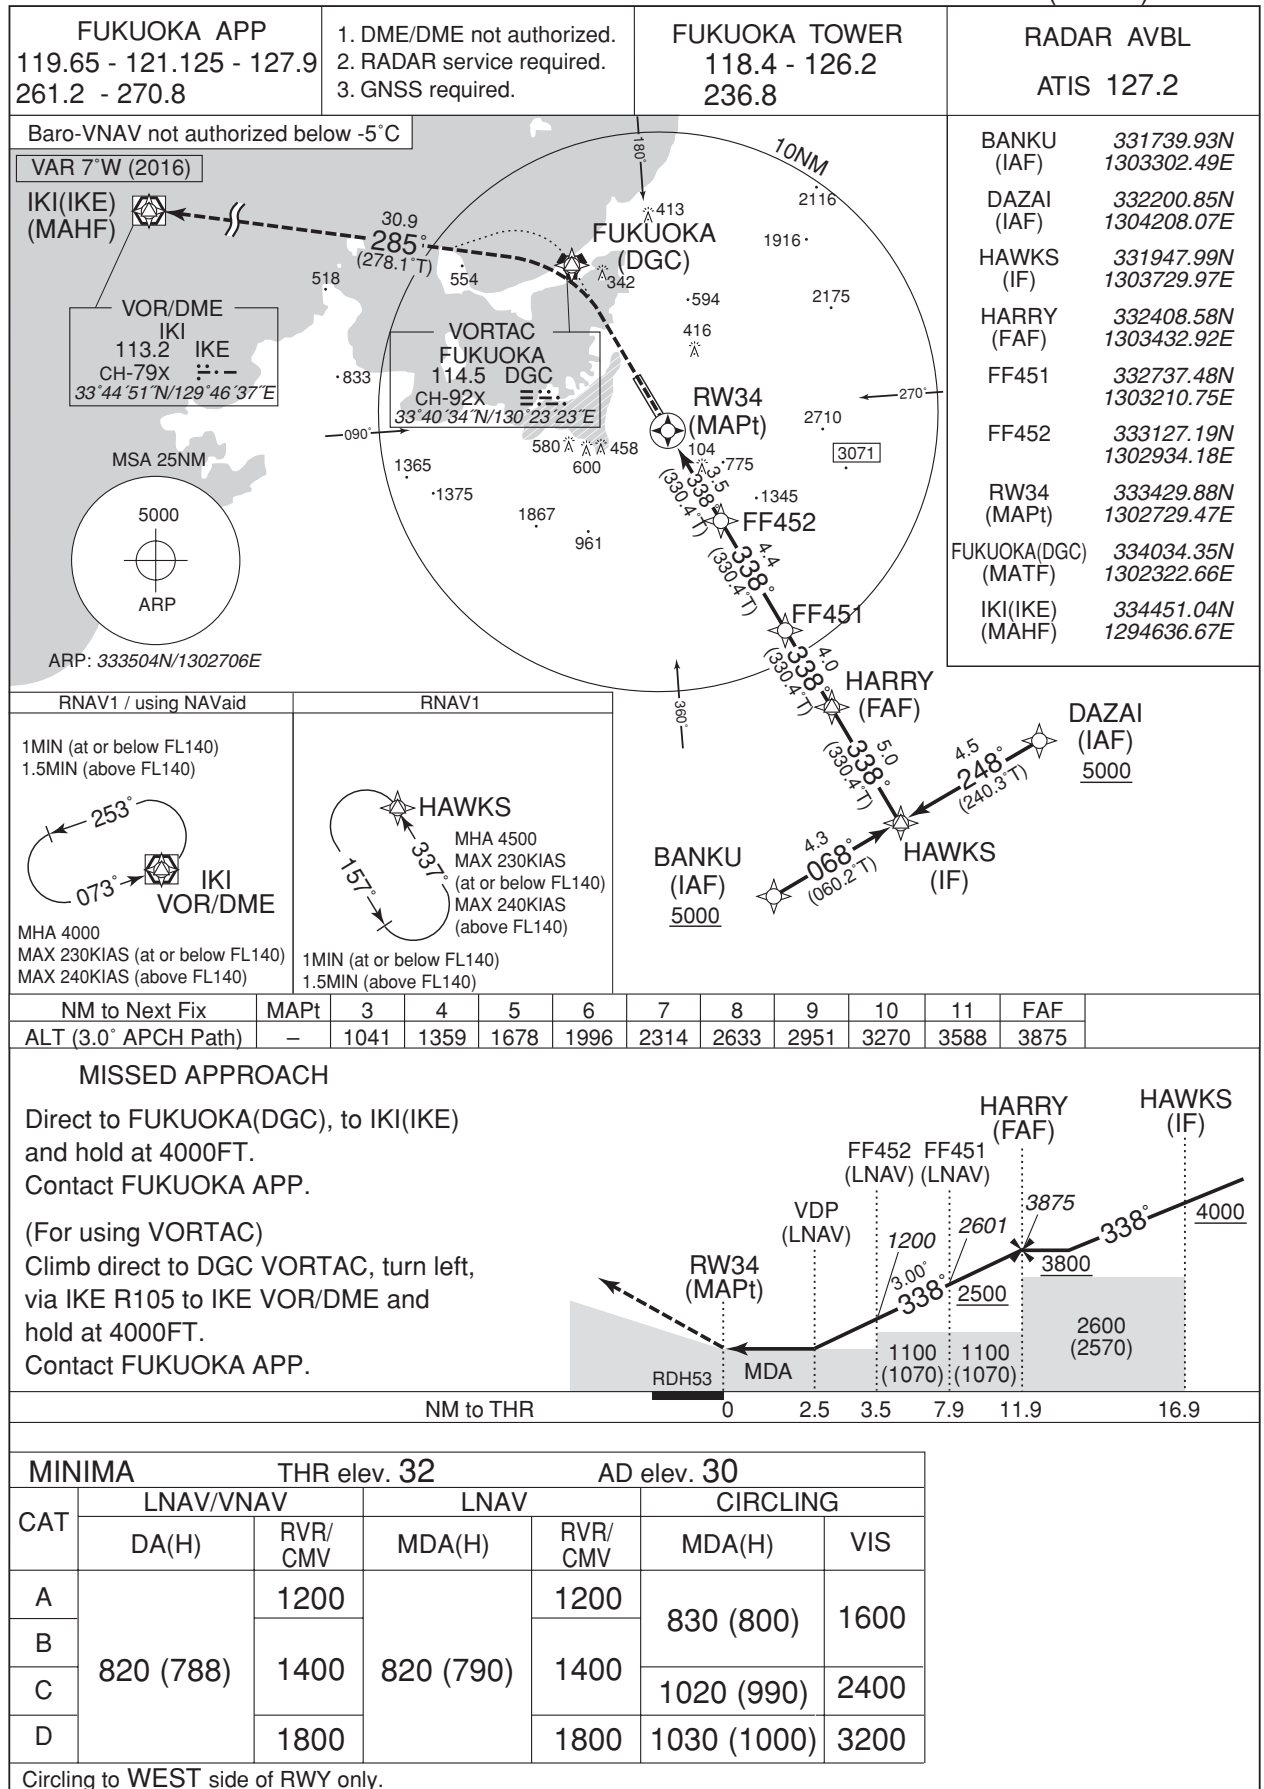 FUKUOKA APP
119.65 - 121.125 - 127.9
261.2 - 270.8
1. DME/DME not authorized.
2. RADAR service required.
3. GNSS required.
FUKUOKA TOWER
118.4 - 126.2
236.8
RADAR AVBL
ATIS 127.2
Baro-VNAV not authorized below -5˚C
VAR 7˚W (2016)
IKI(IKE)
(MAHF)
30.9
285˚
(278.1˚T)
180˚
10NM
2116
413
FUKUOKA
(DGC)
1916
342
518
554
594
2175
416
VOR/DME
IKI
113.2 IKE
CH-79X
33˚44´51˝N/129˚46´37˝E
VORTAC
FUKUOKA
114.5 DGC
CH-92X
33˚40´34˝N/130˚23´23˝E
833
RW34
(MAPt)
270˚
090˚
2710
580
458
600
104
775
3071
MSA 25NM
5000
ARP
ARP: 333504N/1302706E
1365
1375
1867
961
1345
3.5
338˚
(330.4˚T)
FF452
4.4
338˚
(330.4˚T)
FF451
4.0
338˚
(330.4˚T)
HARRY
(FAF)
360˚
5.0
338˚
(330.4˚T)
DAZAI
(IAF)
5000
4.5
248˚
(240.3˚T)
BANKU
(IAF)
5000
4.3
068˚
(060.2˚T)
HAWKS
(IF)
BANKU 331739.93N
(IAF) 1303302.49E
DAZAI 332200.85N
(IAF) 1304208.07E
HAWKS 331947.99N
(IF) 1303729.97E
HARRY 332408.58N
(FAF) 1303432.92E
FF451 332737.48N
1303210.75E
FF452 333127.19N
1302934.18E
RW34 333429.88N
(MAPt) 1302729.47E
FUKUOKA(DGC) 334034.35N
(MATF) 1302322.66E
IKI(IKE) 334451.04N
(MAHF) 1294636.67E
RNAV1 / using NAVaid
1MIN (at or below FL140)
1.5MIN (above FL140)
253˚
073˚
IKI
VOR/DME
MHA 4000
MAX 230KIAS (at or below FL140)
MAX 240KIAS (above FL140)
RNAV1
HAWKS
337˚
157˚
MHA 4500
MAX 230KIAS
(at or below FL140)
MAX 240KIAS
(above FL140)
1MIN (at or below FL140)
1.5MIN (above FL140)
NM to Next Fix MAPt 3 4 5 6 7 8 9 10 11 FAF
ALT (3.0˚ APCH Path) – 1041 1359 1678 1996 2314 2633 2951 3270 3588 3875
MISSED APPROACH
Direct to FUKUOKA(DGC), to IKI(IKE)
and hold at 4000FT.
Contact FUKUOKA APP.
(For using VORTAC)
Climb direct to DGC VORTAC, turn left,
via IKE R105 to IKE VOR/DME and
hold at 4000FT.
Contact FUKUOKA APP.
HAWKS
(IF)
HARRY
(FAF)
FF452 FF451
(LNAV) (LNAV)
VDP
(LNAV)
RW34
(MAPt)
1200
2601
3875
338˚
4000
3800
3.00˚
338˚
2500
2600
(2570)
1100
(1070)
1100
(1070)
MDA
RDH53
NM to THR 0 2.5 3.5 7.9 11.9 16.9
MINIMA THR elev. 32 AD elev. 30
CAT LNAV/VNAV LNAV CIRCLING
DA(H) RVR/CMV MDA(H) RVR/CMV MDA(H) VIS
A 1200 1200
B 830 (800) 1600
820 (788) 1400 820 (790) 1400
C 1020 (990) 2400
D 1800 1800 1030 (1000) 3200
Circling to WEST side of RWY only.